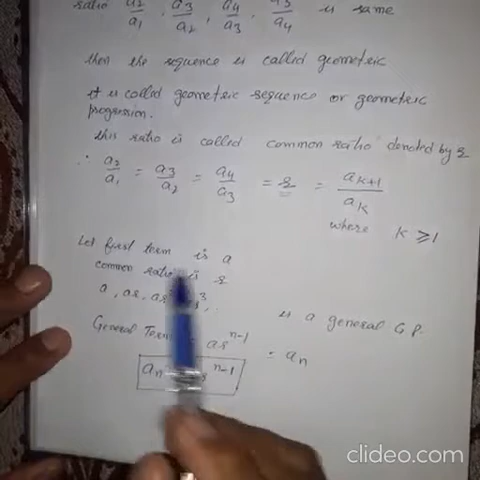 ratio a2/a1, a3/a2, a4/a3, a5/a4 is same
then the sequence is called geometric
it is called geometric sequence or geometric
progression.
this ratio is called common ratio denoted by r
∴ a2/a1 = a3/a2 = a4/a3 = r = ak+1/ak
where k ≥ 1
Let first term is a
common ratio is r
a, ar, ar 3 is a general G.P.
General Term ar^n-1 = an
an r^n-1
clideo.com